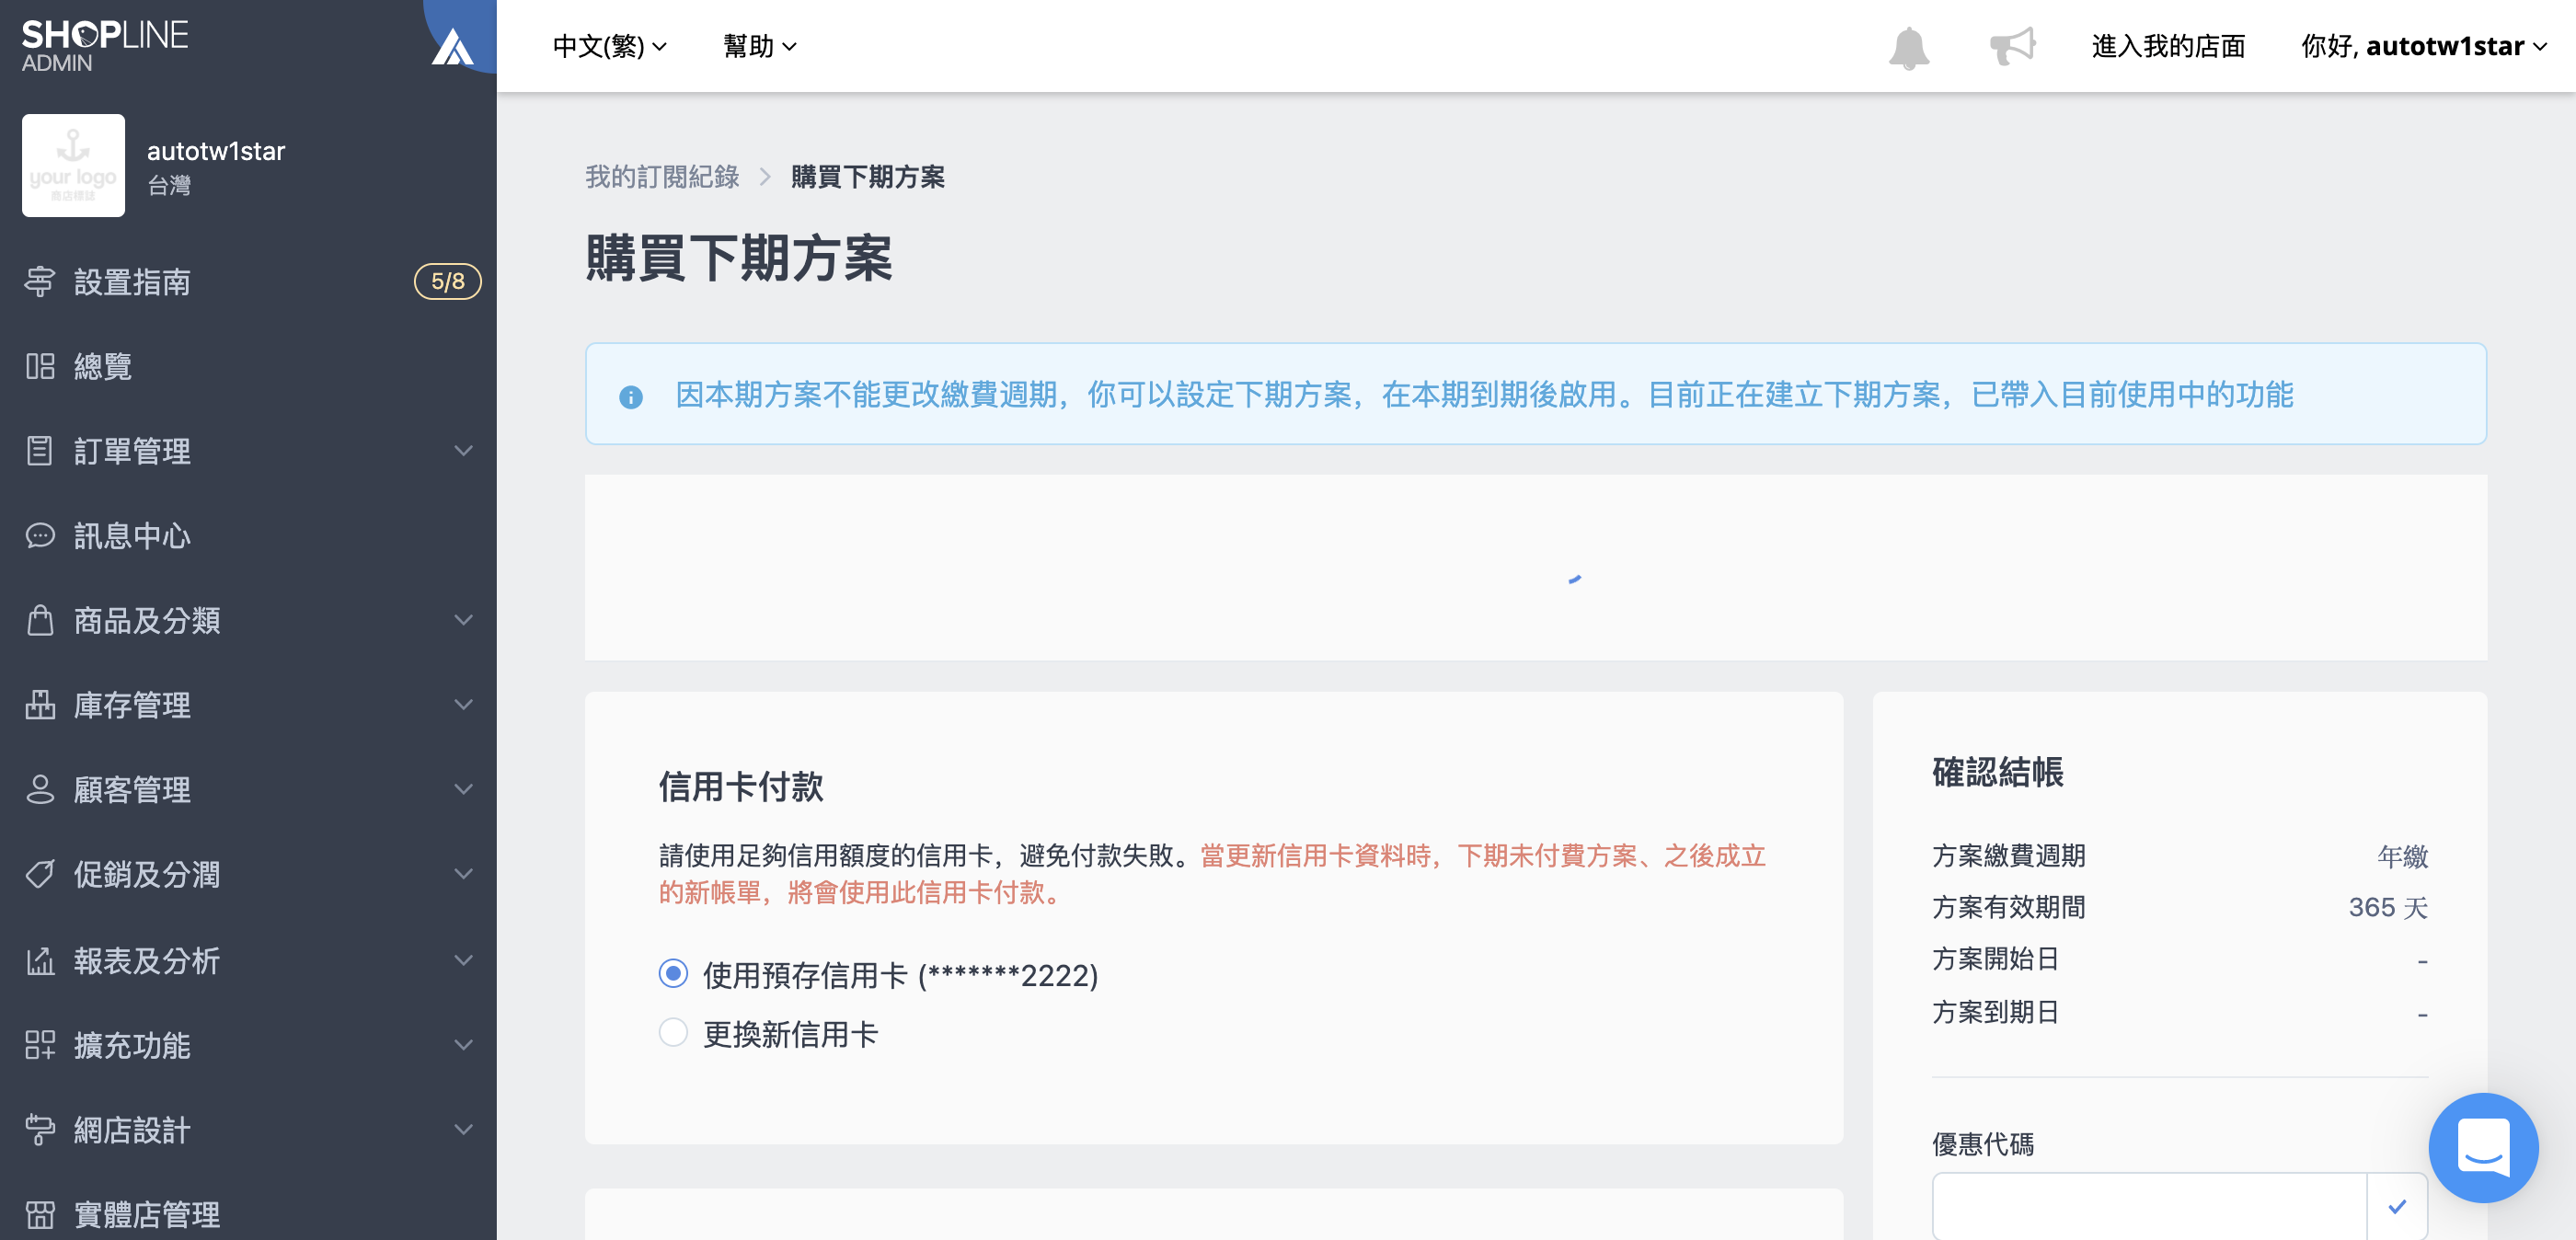 SHOPLINE
ADMIN
中文(繁)
幫助
進入我的店面
你好, autotw1star
your logo
商店標誌
autotw1star
台灣
設置指南
5/8
總覽
訂單管理
訊息中心
商品及分類
庫存管理
顧客管理
促銷及分潤
報表及分析
擴充功能
網店設計
實體店管理
我的訂閱紀錄
購買下期方案
購買下期方案
因本期方案不能更改繳費週期，你可以設定下期方案，在本期到期後啟用。目前正在建立下期方案，已帶入目前使用中的功能
信用卡付款
請使用足夠信用額度的信用卡，避免付款失敗。當更新信用卡資料時，下期未付費方案、之後成立
的新帳單，將會使用此信用卡付款。
使用預存信用卡 (*******2222)
更換新信用卡
確認結帳
方案繳費週期 年繳
方案有效期間 365 天
方案開始日 -
方案到期日 -
優惠代碼